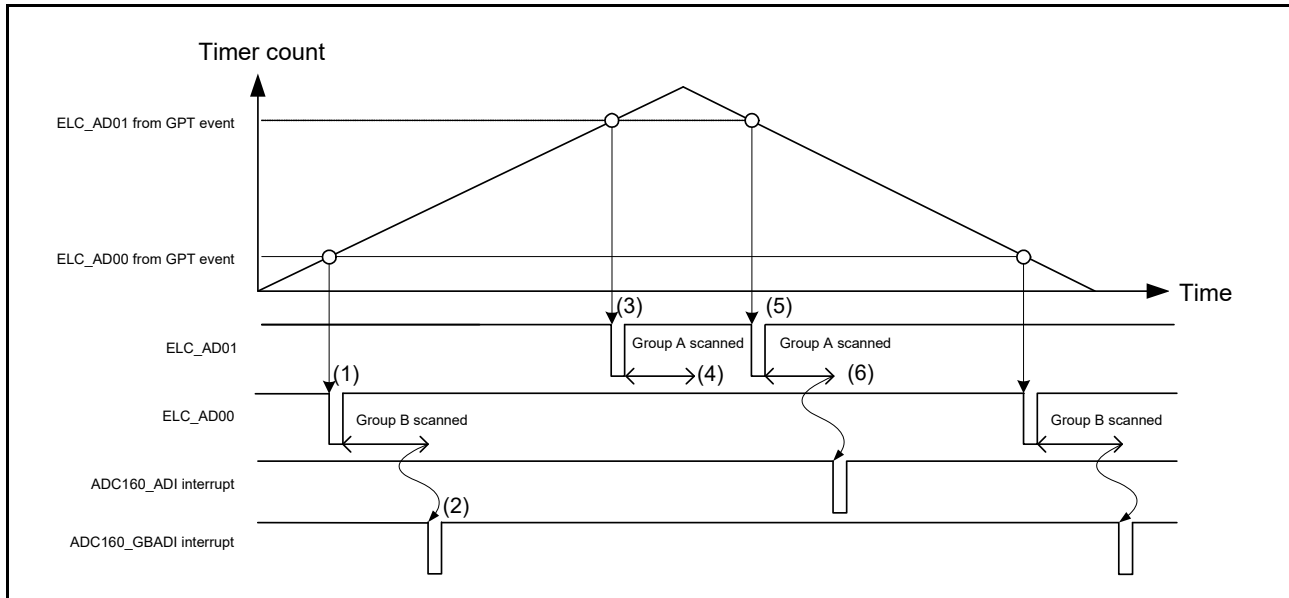 Timer count
ELC_AD01 from GPT event
ELC_AD00 from GPT event
Time
(3)
(5)
ELC_AD01
Group A scanned
Group A scanned
(4)
(6)
(1)
ELC_AD00
Group B scanned
Group B scanned
ADC160_ADI interrupt
(2)
ADC160_GBADI interrupt